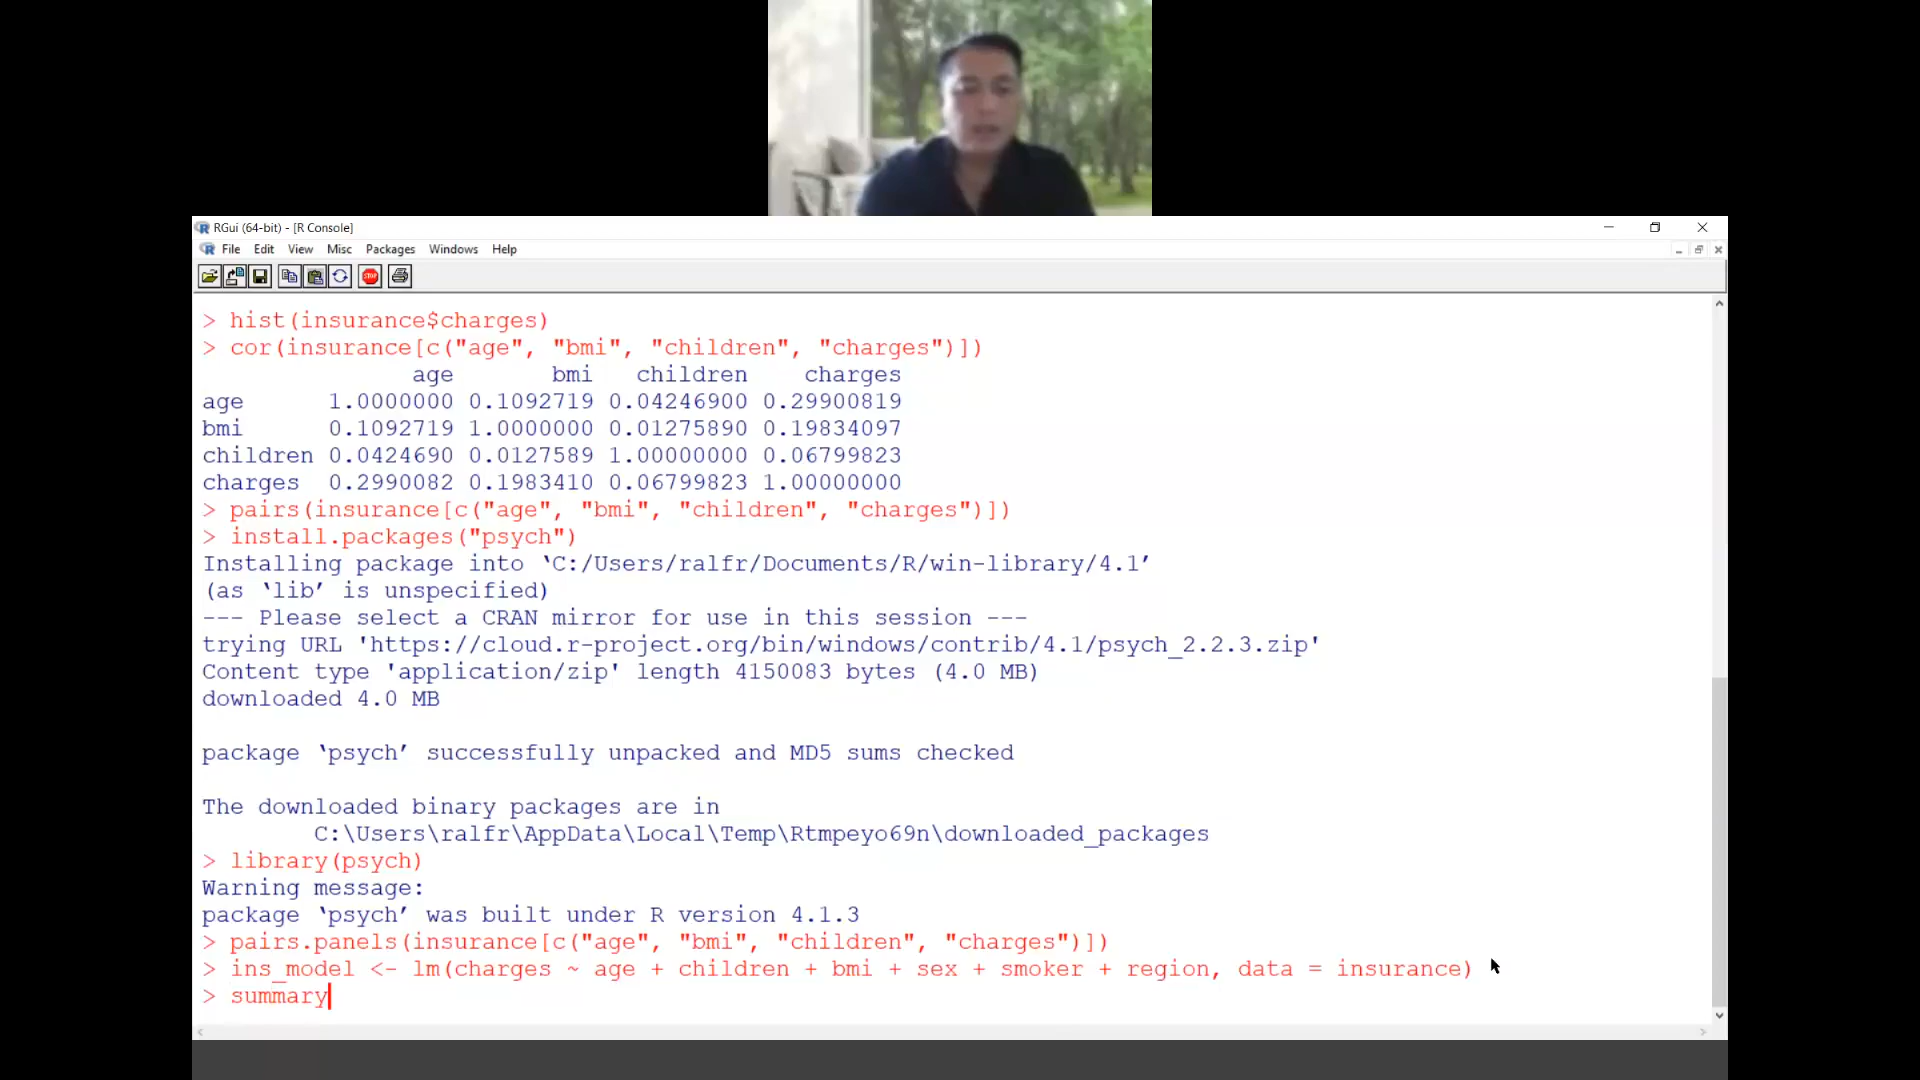 RGui (64-bit) - [R Console]
File Edit View Misc Packages Windows Help
STOP
> hist(insurance$charges)
> cor(insurance[c("age", "bmi", "children", "charges")])
age bmi children charges
age 1.0000000 0.1092719 0.04246900 0.29900819
bmi 0.1092719 1.0000000 0.01275890 0.19834097
children 0.0424690 0.0127589 1.00000000 0.06799823
charges 0.2990082 0.1983410 0.06799823 1.00000000
> pairs(insurance[c("age", "bmi", "children", "charges")])
> install.packages("psych")
Installing package into ‘C:/Users/ralfr/Documents/R/win-library/4.1’
(as ‘lib’ is unspecified)
--- Please select a CRAN mirror for use in this session ---
trying URL 'https://cloud.r-project.org/bin/windows/contrib/4.1/psych_2.2.3.zip'
Content type 'application/zip' length 4150083 bytes (4.0 MB)
downloaded 4.0 MB
package ‘psych’ successfully unpacked and MD5 sums checked
The downloaded binary packages are in
C:\Users\ralfr\AppData\Local\Temp\Rtmpeyo69n\downloaded_packages
> library(psych)
Warning message:
package ‘psych’ was built under R version 4.1.3
> pairs.panels(insurance[c("age", "bmi", "children", "charges")])
> ins_model <- lm(charges ~ age + children + bmi + sex + smoker + region, data = insurance)
> summary